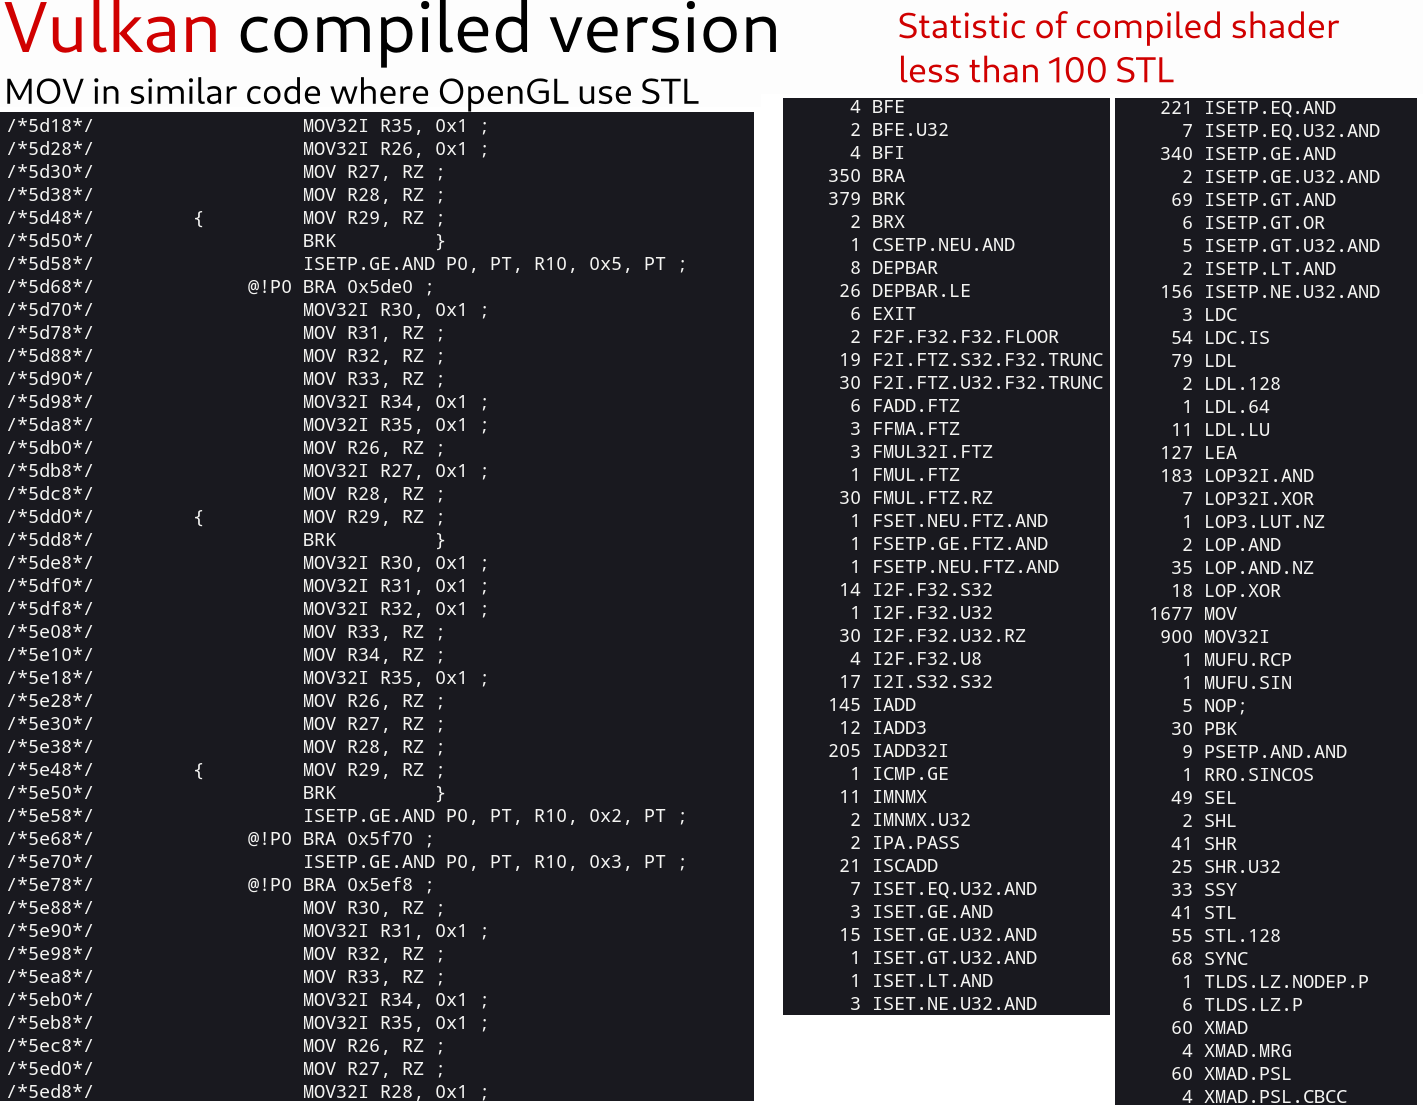 Vulkan compiled version
MOV in similar code where OpenGL use STL
/*5d18*/ MOV32I R35, 0x1 ;
/*5d28*/ MOV32I R26, 0x1 ;
/*5d30*/ MOV R27, RZ ;
/*5d38*/ MOV R28, RZ ;
/*5d48*/ { MOV R29, RZ ;
/*5d50*/ BRK }
/*5d58*/ ISETP.GE.AND P0, PT, R10, 0x5, PT ;
/*5d68*/ @!P0 BRA 0x5de0 ;
/*5d70*/ MOV32I R30, 0x1 ;
/*5d78*/ MOV R31, RZ ;
/*5d88*/ MOV R32, RZ ;
/*5d90*/ MOV R33, RZ ;
/*5d98*/ MOV32I R34, 0x1 ;
/*5da8*/ MOV32I R35, 0x1 ;
/*5db0*/ MOV R26, RZ ;
/*5db8*/ MOV32I R27, 0x1 ;
/*5dc8*/ MOV R28, RZ ;
/*5dd0*/ { MOV R29, RZ ;
/*5dd8*/ BRK }
/*5de8*/ MOV32I R30, 0x1 ;
/*5df0*/ MOV32I R31, 0x1 ;
/*5df8*/ MOV32I R32, 0x1 ;
/*5e08*/ MOV R33, RZ ;
/*5e10*/ MOV R34, RZ ;
/*5e18*/ MOV32I R35, 0x1 ;
/*5e28*/ MOV R26, RZ ;
/*5e30*/ MOV R27, RZ ;
/*5e38*/ MOV R28, RZ ;
/*5e48*/ { MOV R29, RZ ;
/*5e50*/ BRK }
/*5e58*/ ISETP.GE.AND P0, PT, R10, 0x2, PT ;
/*5e68*/ @!P0 BRA 0x5f70 ;
/*5e70*/ ISETP.GE.AND P0, PT, R10, 0x3, PT ;
/*5e78*/ @!P0 BRA 0x5ef8 ;
/*5e88*/ MOV R30, RZ ;
/*5e90*/ MOV32I R31, 0x1 ;
/*5e98*/ MOV R32, RZ ;
/*5ea8*/ MOV R33, RZ ;
/*5eb0*/ MOV32I R34, 0x1 ;
/*5eb8*/ MOV32I R35, 0x1 ;
/*5ec8*/ MOV R26, RZ ;
/*5ed0*/ MOV R27, RZ ;
/*5ed8*/ MOV32I R28, 0x1 ;
Statistic of compiled shader
less than 100 STL
4 BFE
2 BFE.U32
4 BFI
350 BRA
379 BRK
2 BRX
1 CSETP.NEU.AND
8 DEPBAR
26 DEPBAR.LE
6 EXIT
2 F2F.F32.F32.FLOOR
19 F2I.FTZ.S32.F32.TRUNC
30 F2I.FTZ.U32.F32.TRUNC
6 FADD.FTZ
3 FFMA.FTZ
3 FMUL32I.FTZ
1 FMUL.FTZ
30 FMUL.FTZ.RZ
1 FSET.NEU.FTZ.AND
1 FSETP.GE.FTZ.AND
1 FSETP.NEU.FTZ.AND
14 I2F.F32.S32
1 I2F.F32.U32
30 I2F.F32.U32.RZ
4 I2F.F32.U8
17 I2I.S32.S32
145 IADD
12 IADD3
205 IADD32I
1 ICMP.GE
11 IMNMX
2 IMNMX.U32
2 IPA.PASS
21 ISCADD
7 ISET.EQ.U32.AND
3 ISET.GE.AND
15 ISET.GE.U32.AND
1 ISET.GT.U32.AND
1 ISET.LT.AND
3 ISET.NE.U32.AND
221 ISETP.EQ.AND
7 ISETP.EQ.U32.AND
340 ISETP.GE.AND
2 ISETP.GE.U32.AND
69 ISETP.GT.AND
6 ISETP.GT.OR
5 ISETP.GT.U32.AND
2 ISETP.LT.AND
156 ISETP.NE.U32.AND
3 LDC
54 LDC.IS
79 LDL
2 LDL.128
1 LDL.64
11 LDL.LU
127 LEA
183 LOP32I.AND
7 LOP32I.XOR
1 LOP3.LUT.NZ
2 LOP.AND
35 LOP.AND.NZ
18 LOP.XOR
1677 MOV
900 MOV32I
1 MUFU.RCP
1 MUFU.SIN
5 NOP;
30 PBK
9 PSETP.AND.AND
1 RRO.SINCOS
49 SEL
2 SHL
41 SHR
25 SHR.U32
33 SSY
41 STL
55 STL.128
68 SYNC
1 TLDS.LZ.NODEP.P
6 TLDS.LZ.P
60 XMAD
4 XMAD.MRG
60 XMAD.PSL
4 XMAD.PSL.CBCC